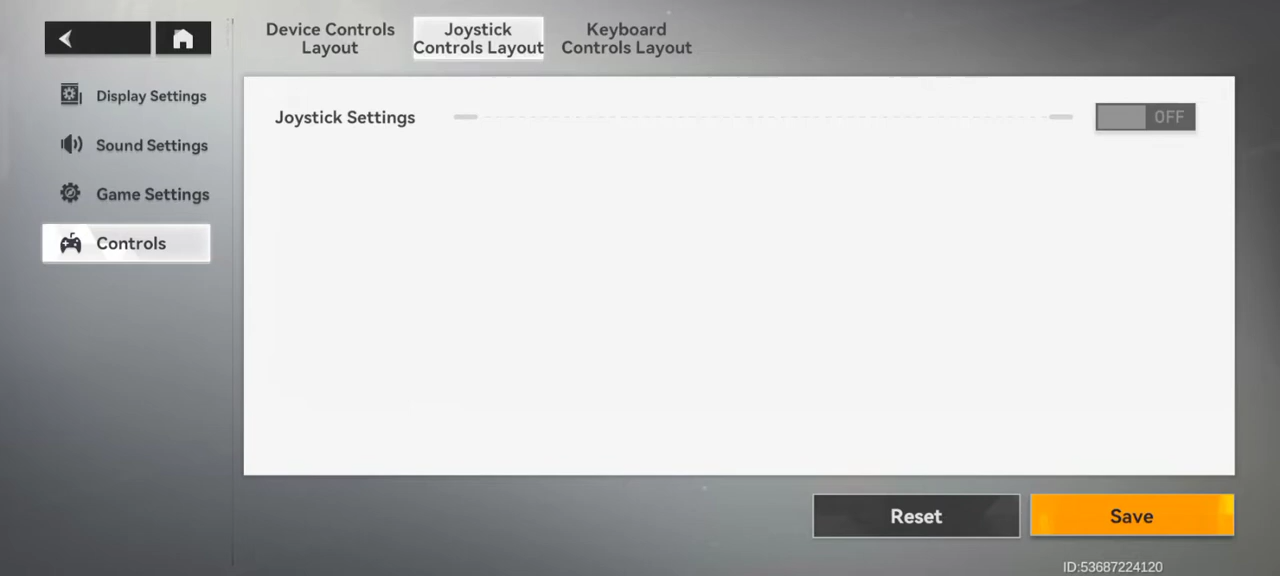 Device Controls
Layout
Joystick
Controls Layout
Keyboard
Controls Layout
Display Settings
Sound Settings
Game Settings
Controls
Joystick Settings
OFF
Reset
Save
ID:53687224120